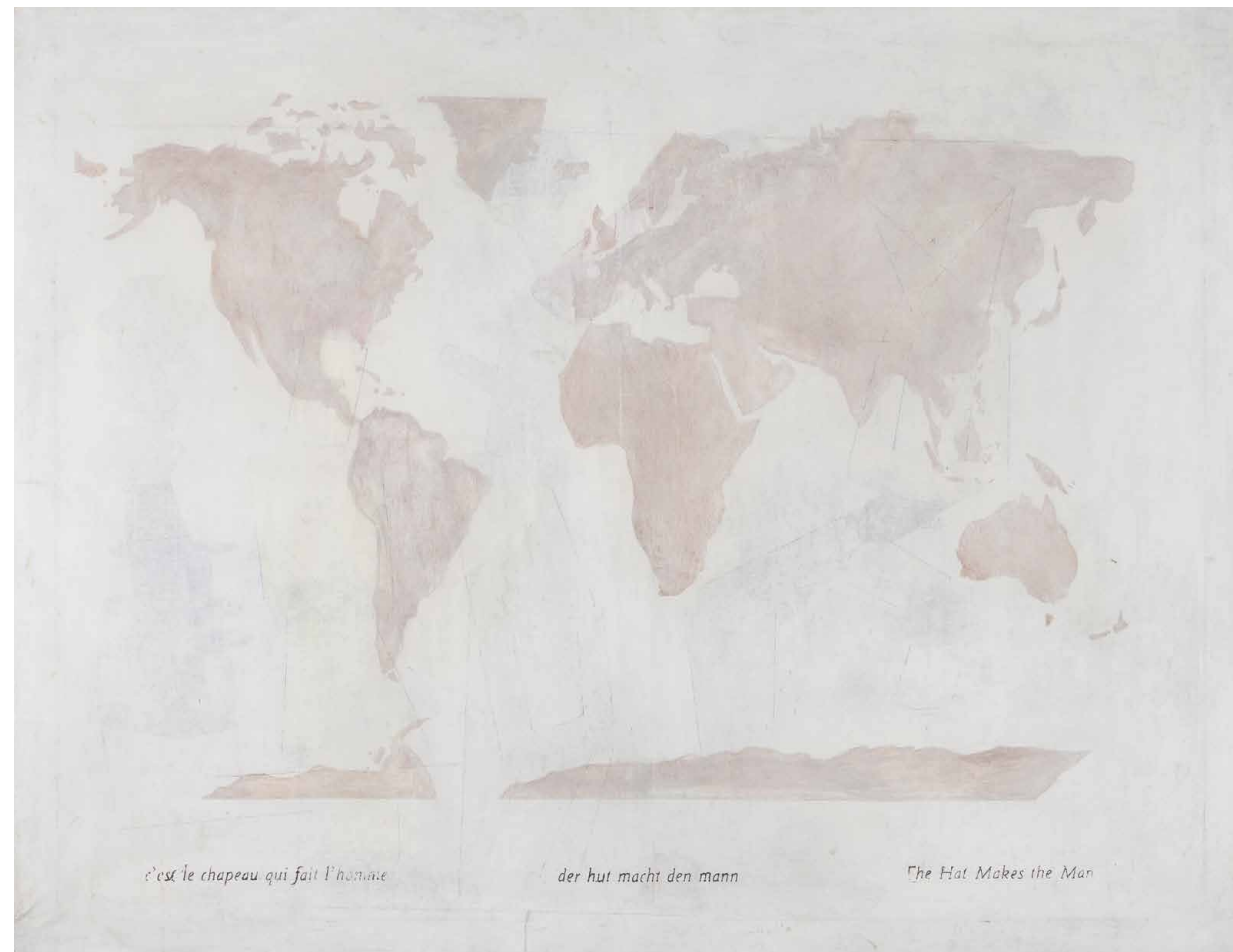 c'est le chapeau qui fait l'homme
der hut macht den mann
The Hat Makes the Man